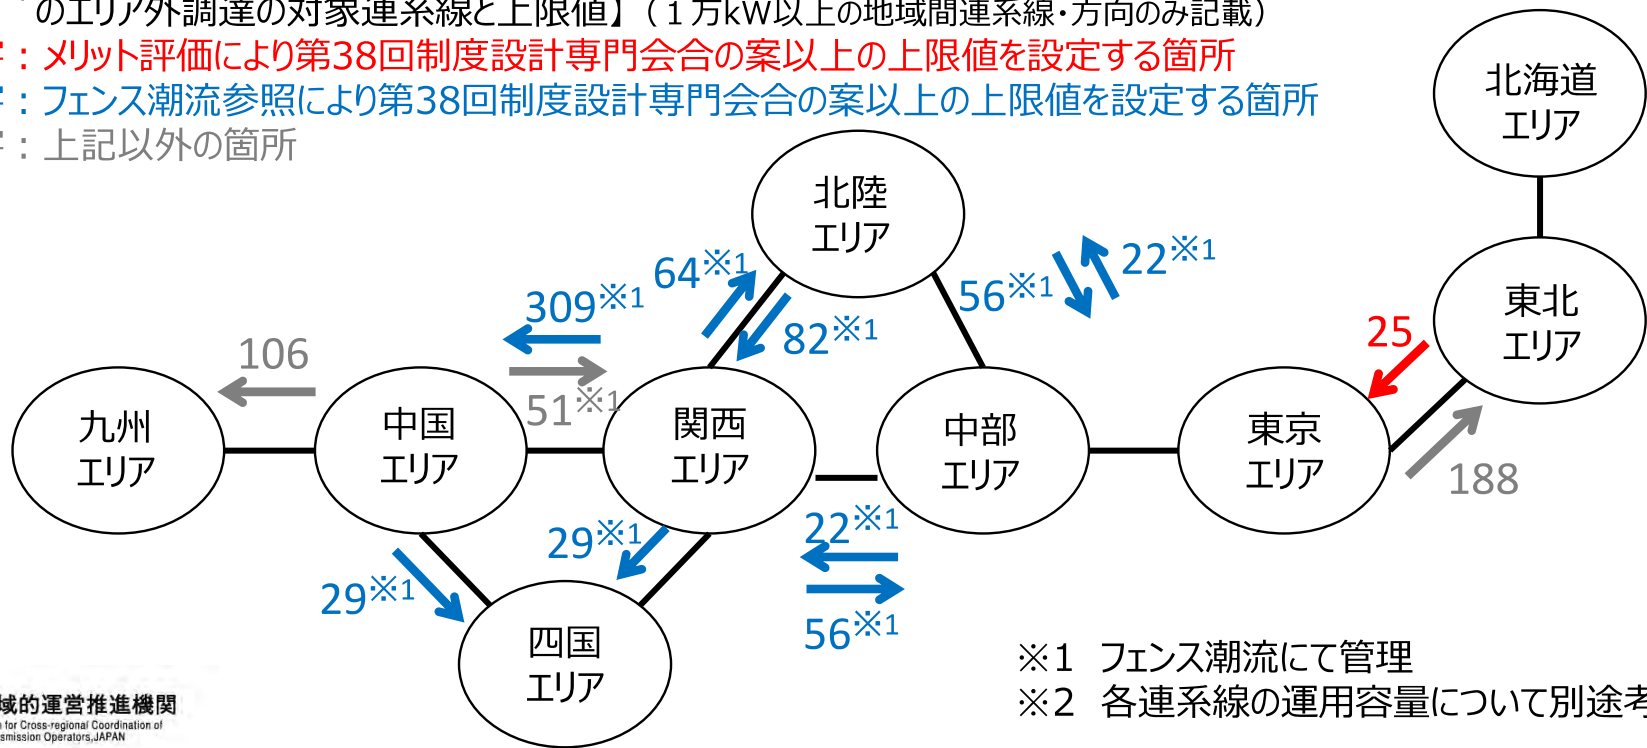 のエリア外調達の対象連系線と上限値】（１万kW以上の地域間連系線・方向のみ記載）
：メリット評価により第38回制度設計専門会合の案以上の上限値を設定する箇所
：フェンス潮流参照により第38回制度設計専門会合の案以上の上限値を設定する箇所
：上記以外の箇所
北海道
エリア
北陸
エリア
64※1
82※1
56※1
22※1
309※1
51※1
106
東北
エリア
25
188
九州
エリア
中国
エリア
関西
エリア
中部
エリア
東京
エリア
29※1
29※1
22※1
56※1
四国
エリア
※1 フェンス潮流にて管理
※2 各連系線の運用容量について別途考
域的運営推進機関
for Cross-regional Coordination of
smission Operators,JAPAN